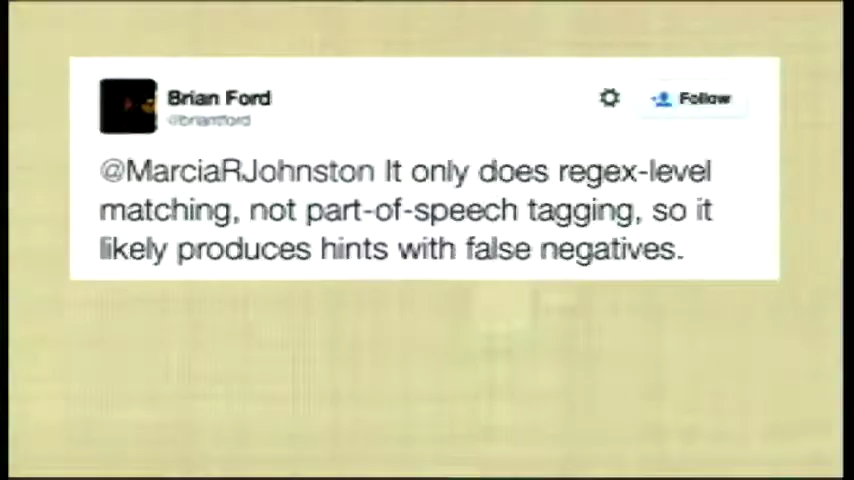 Brian Ford
@briantford
Follow
@MarciaRJohnston It only does regex-level
matching, not part-of-speech tagging, so it
likely produces hints with false negatives.